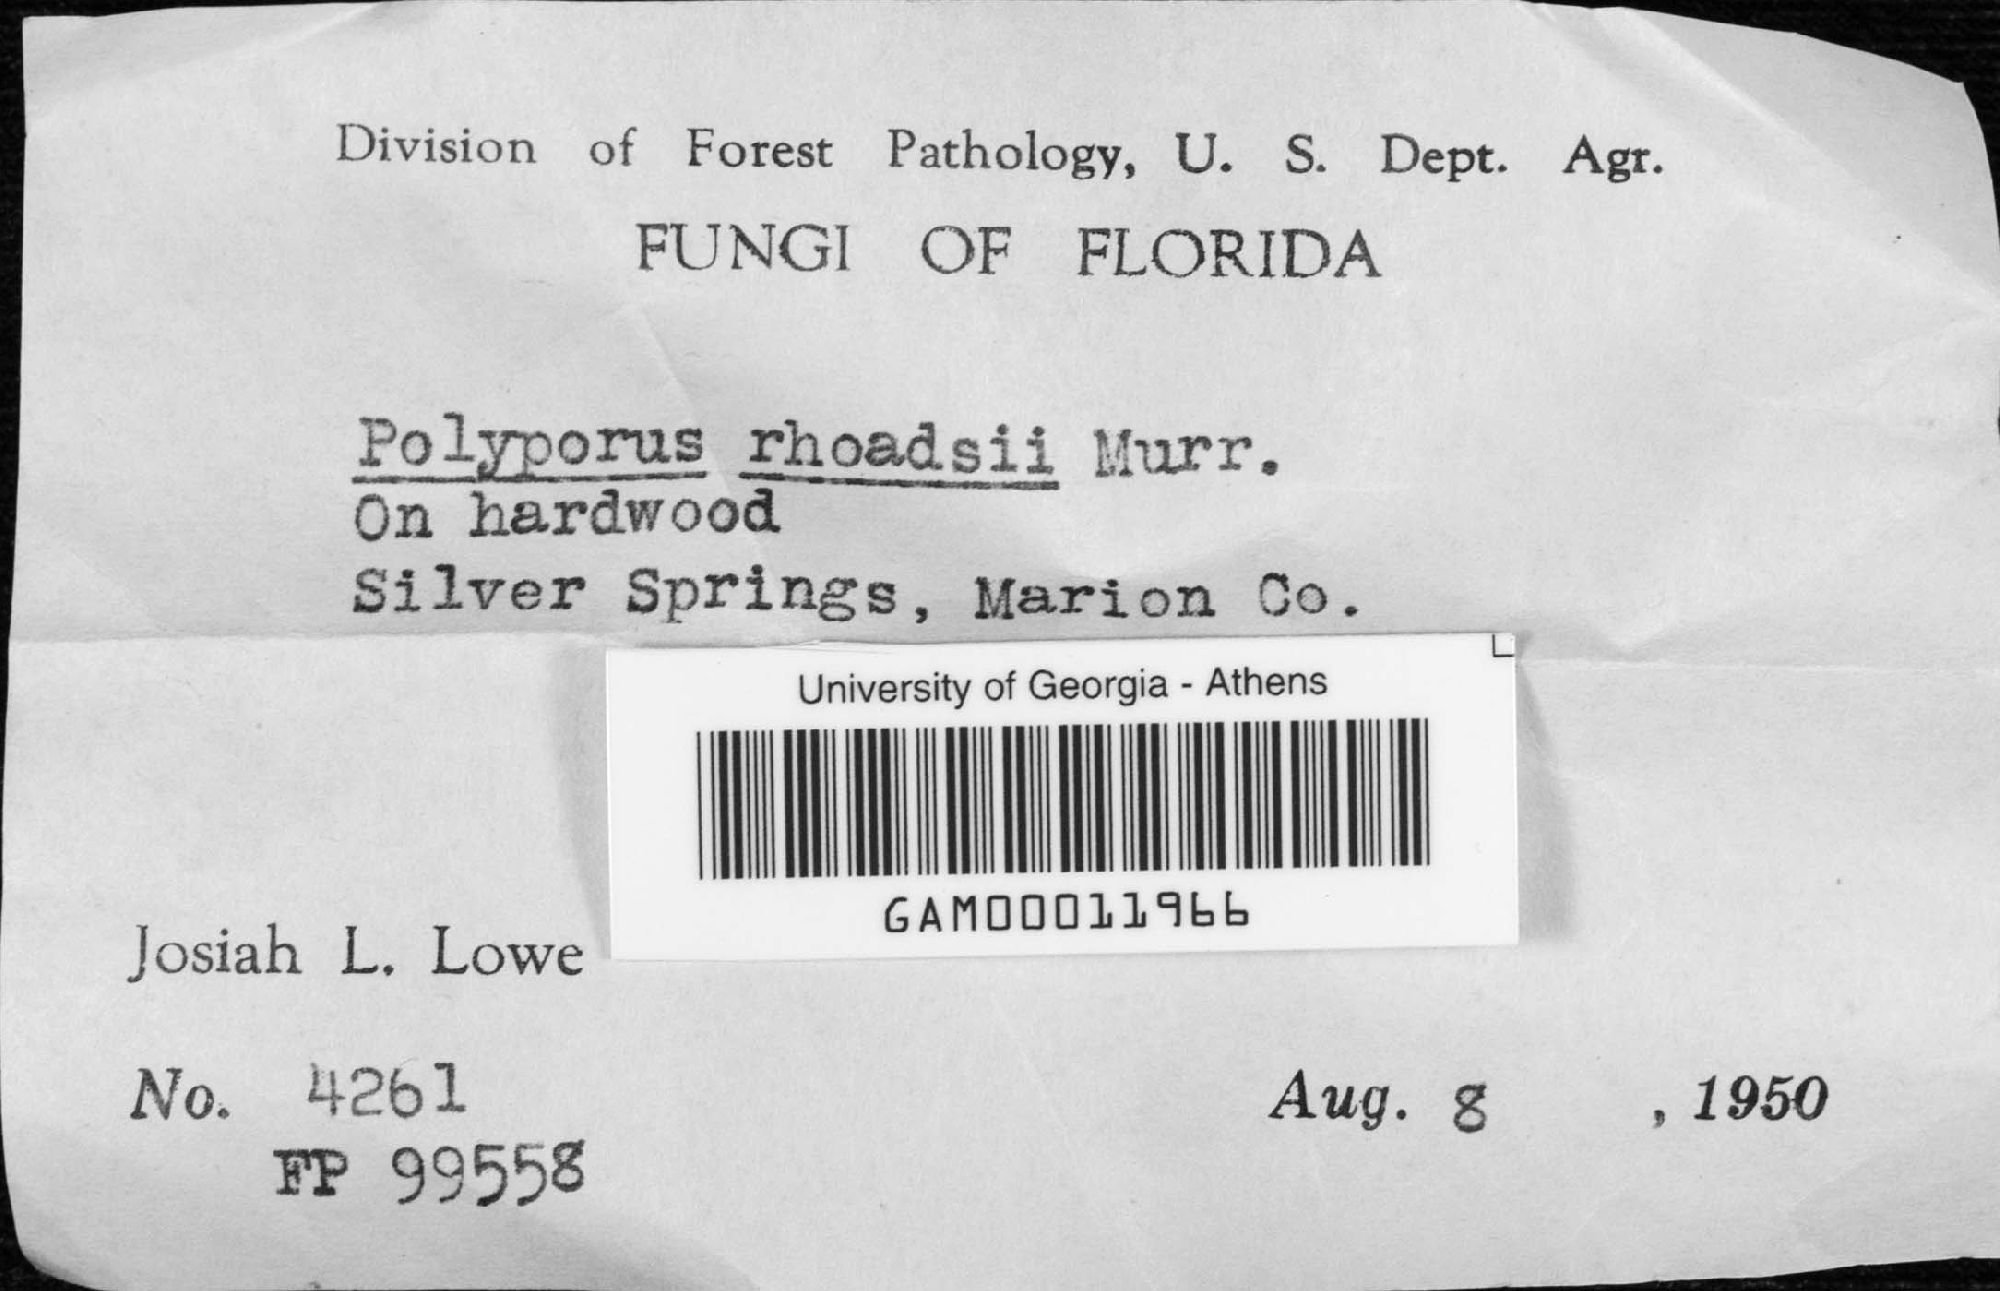 Division of Forest Pathology, U. S. Dept. Agr.
FUNGI OF FLORIDA
Polyporus rhoadsii Murr.
On hardwood
Silver Springs, Marion Co.
University of Georgia - Athens
GAM00011966
Josiah L. Lowe
No. 4261
Aug. 8 , 1950
FP 99558